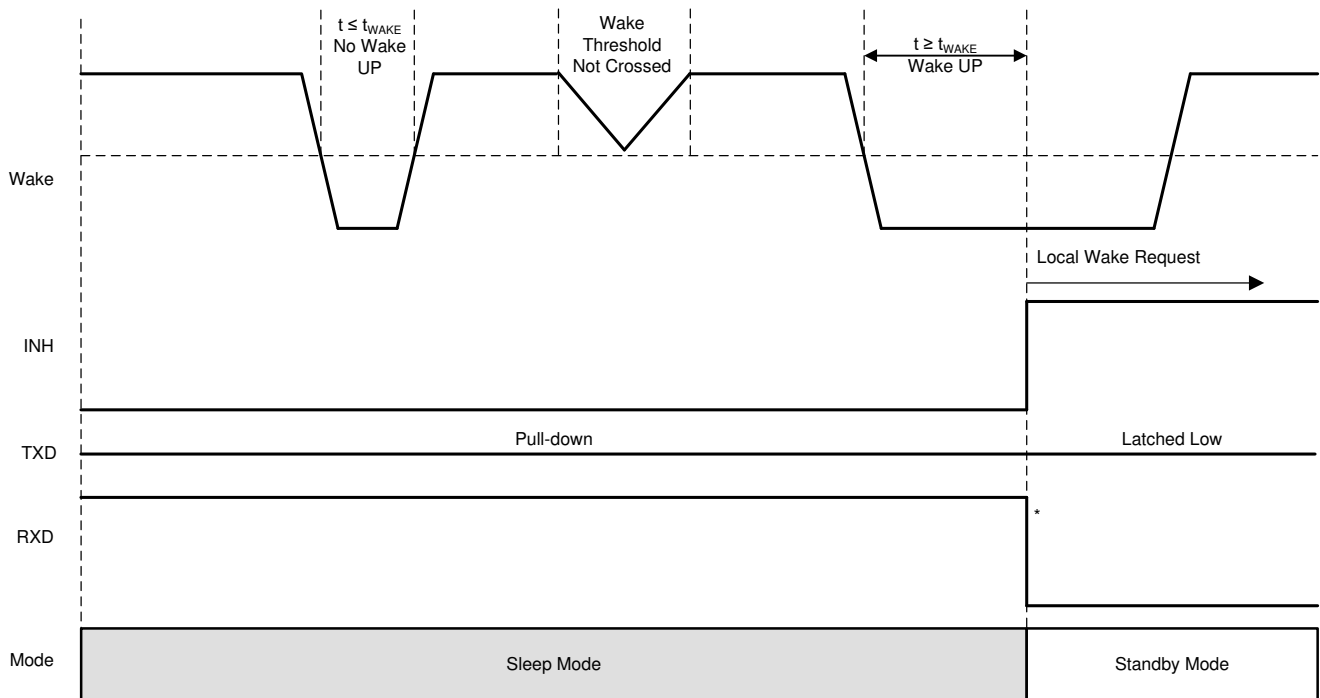 t ≤ tWAKE
No Wake
UP
Wake
Threshold
Not Crossed
t ≥ tWAKE
Wake UP
Wake
Local Wake Request
INH
Pull-down
Latched Low
TXD
*
RXD
Mode
Sleep Mode
Standby Mode